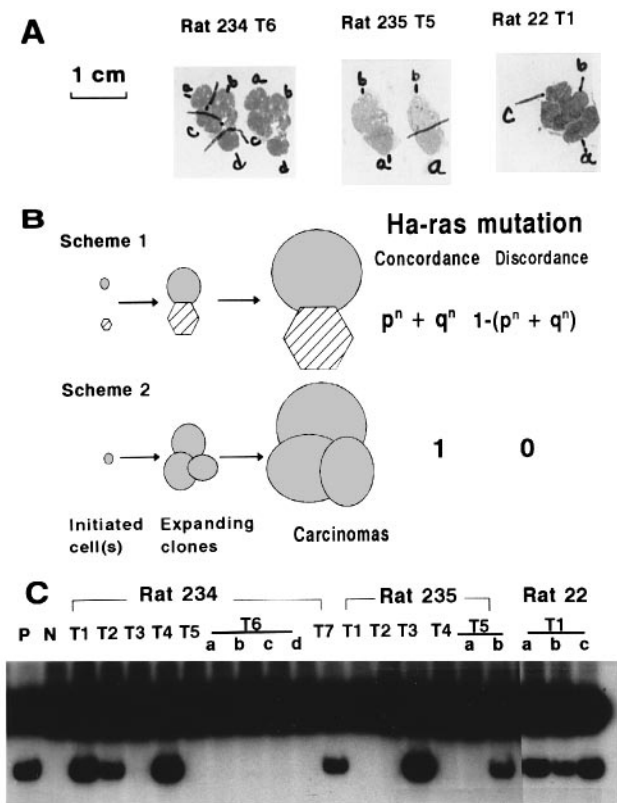 A
Rat 234 T6 Rat 235 T5 Rat 22 T1
1 cm
a b a b b b b
c c C
d d a a a
B
Ha-ras mutation
Scheme 1
Concordance Discordance
pⁿ + qⁿ 1-(pⁿ + qⁿ)
Scheme 2
1 0
Initiated cell(s) Expanding clones Carcinomas
C
Rat 234 Rat 235 Rat 22
P N T1 T2 T3 T4 T5 T6 T7 T1 T2 T3 T4 T5 T1
a b c d a b a b c